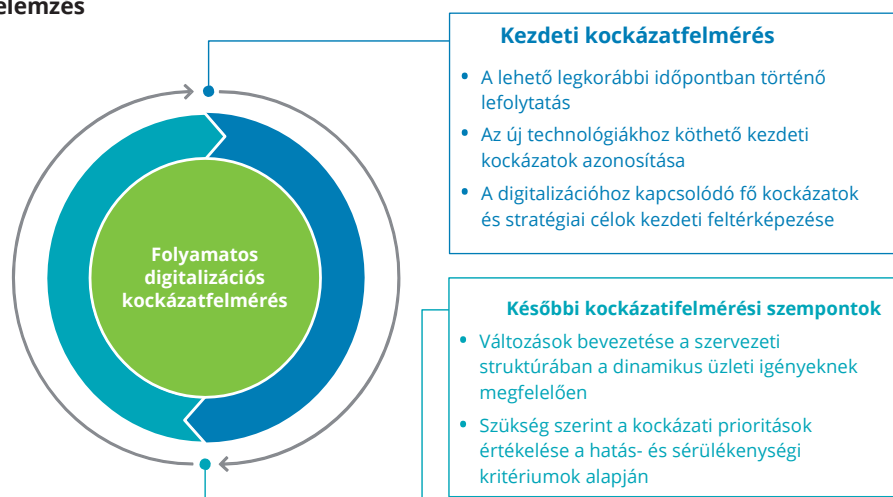 elemzés
Kezdeti kockázatfelmérés
• A lehető legkorábbi időpontban történő
lefolytatás
• Az új technológiákhoz köthető kezdeti
kockázatok azonosítása
• A digitalizációhoz kapcsolódó fő kockázatok
és stratégiai célok kezdeti feltérképezése
Folyamatos
digitalizációs
kockázatfelmérés
Későbbi kockázatifelmérési szempontok
• Változások bevezetése a szervezeti
struktúrában a dinamikus üzleti igényeknek
megfelelően
• Szükség szerint a kockázati prioritások
értékelése a hatás- és sérülékenységi
kritériumok alapján